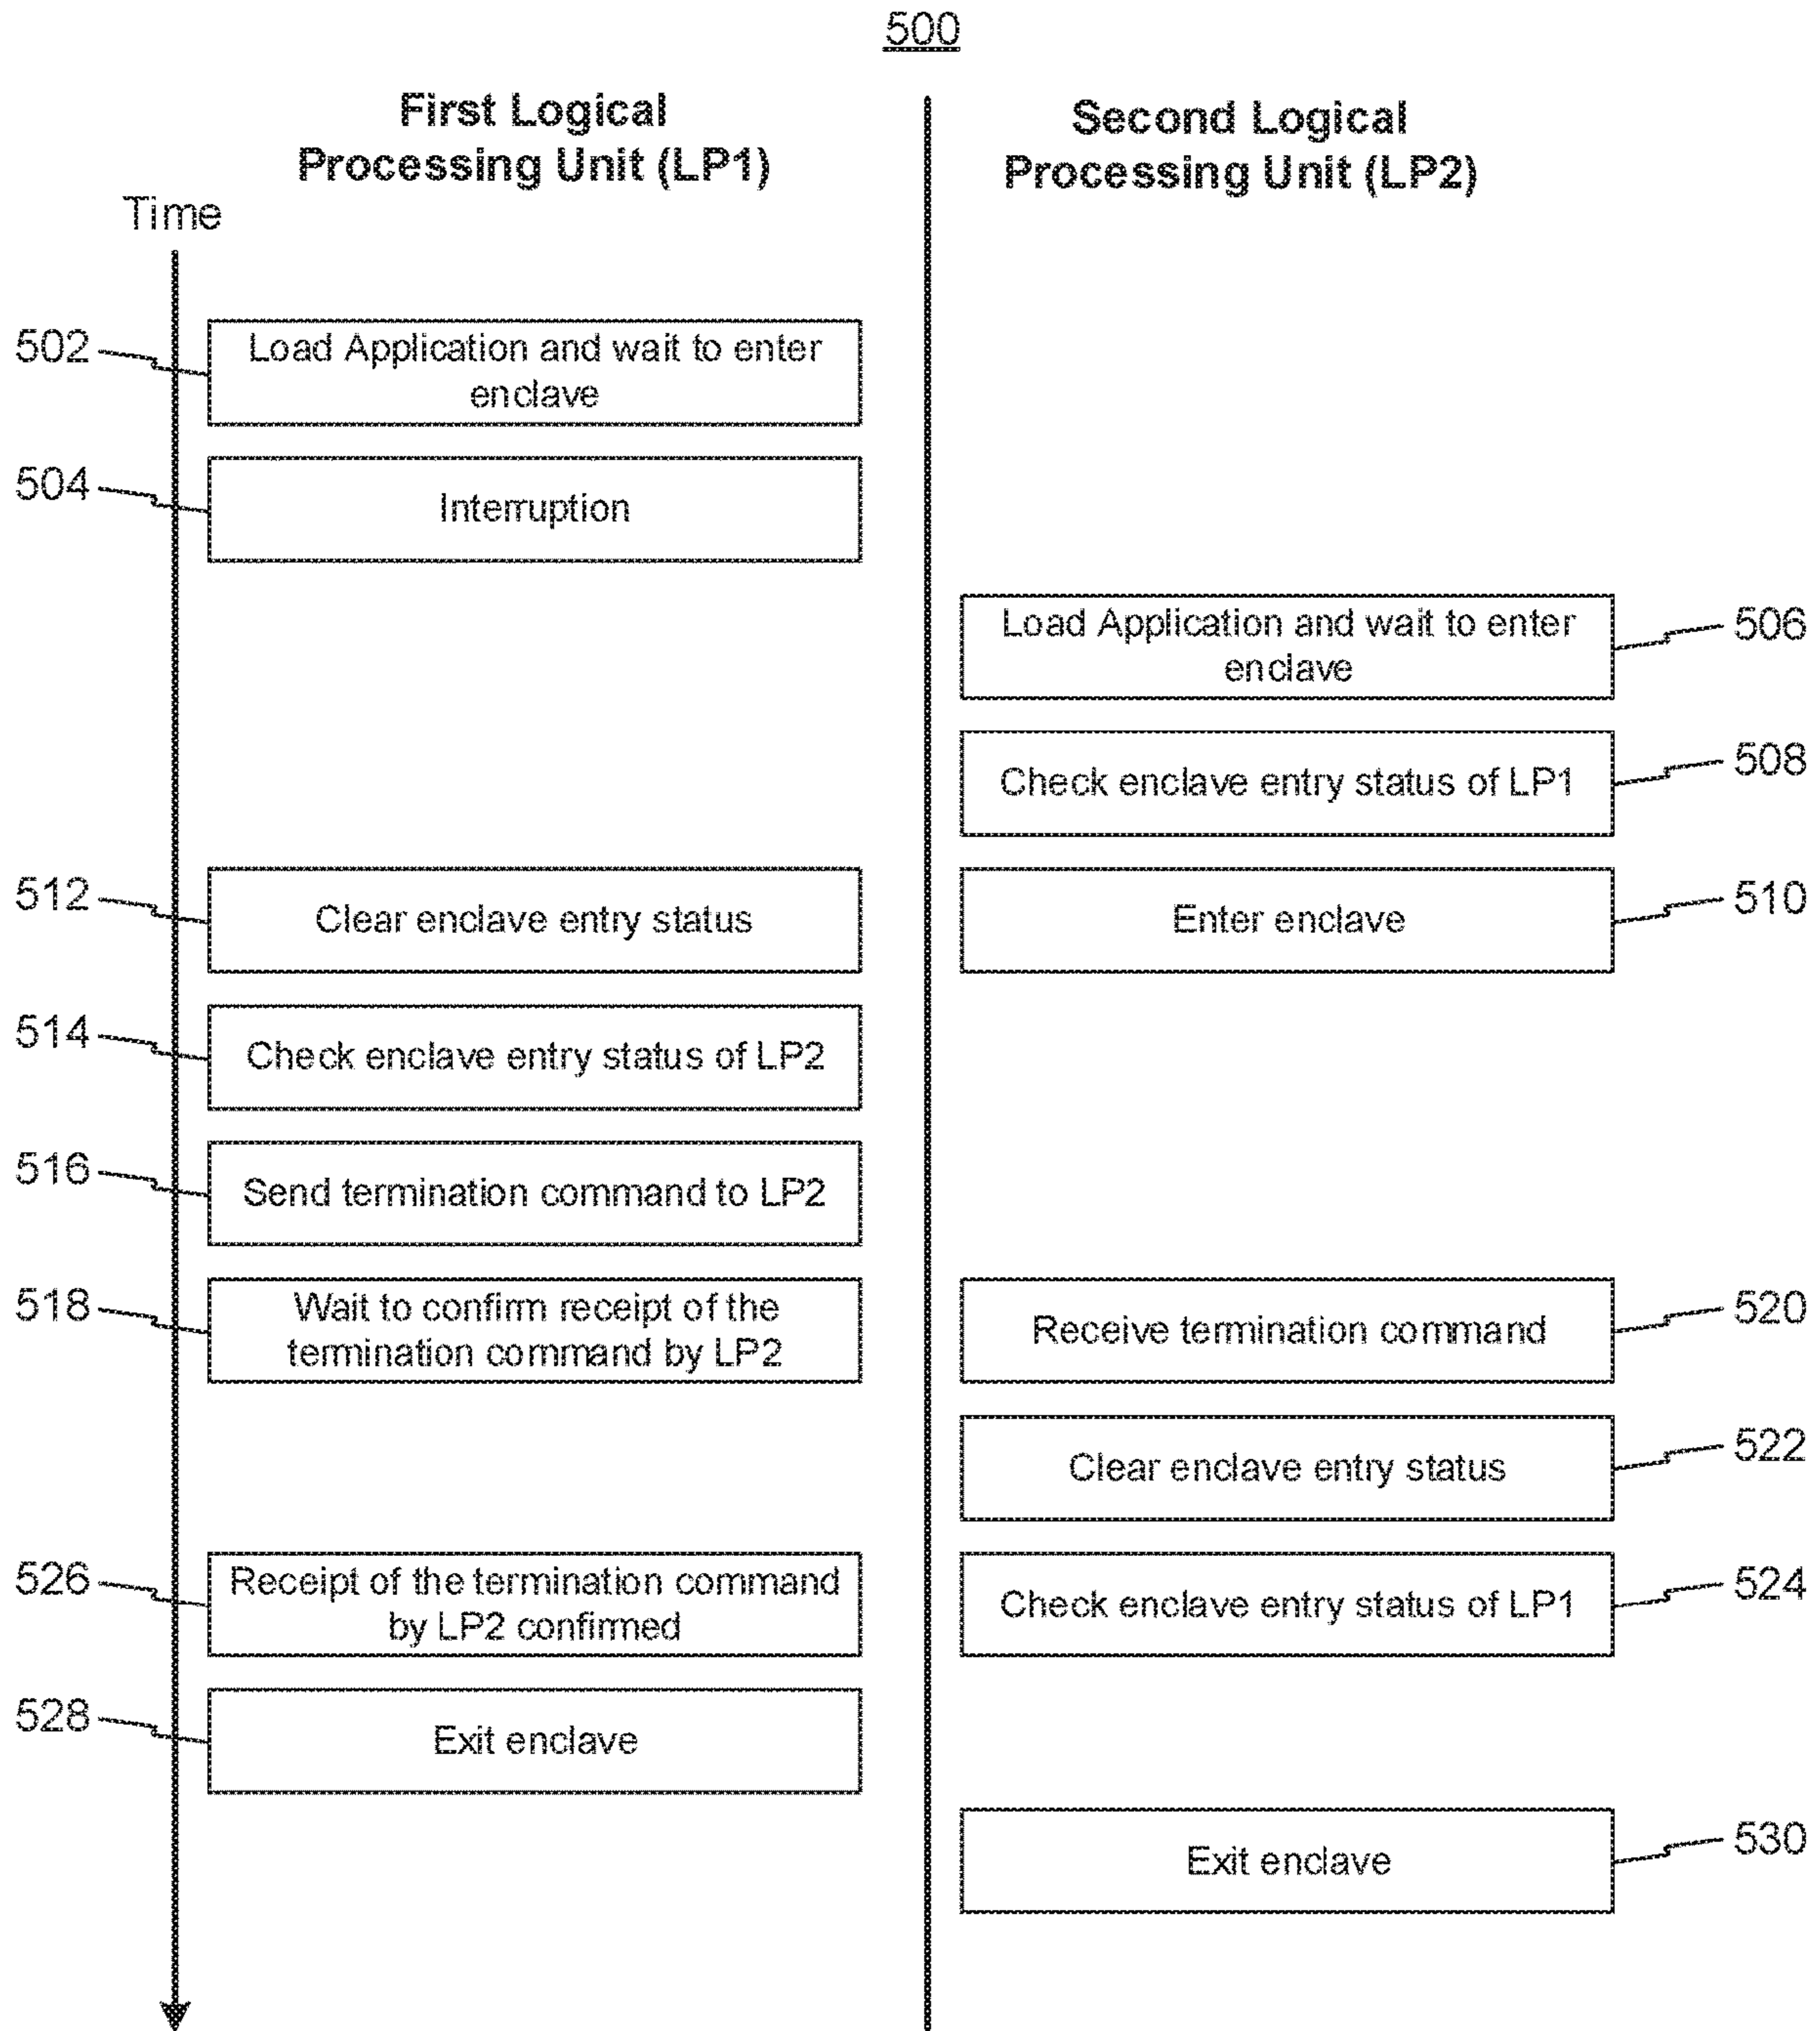 500
First Logical
Processing Unit (LP1)
Second Logical
Processing Unit (LP2)
Time
502
Load Application and wait to enter
enclave
504
Interruption
Load Application and wait to enter
enclave
506
Check enclave entry status of LP1
508
512
Clear enclave entry status
Enter enclave
510
514
Check enclave entry status of LP2
516
Send termination command to LP2
518
Wait to confirm receipt of the
termination command by LP2
Receive termination command
520
Clear enclave entry status
522
526
Receipt of the termination command
by LP2 confirmed
Check enclave entry status of LP1
524
528
Exit enclave
Exit enclave
530